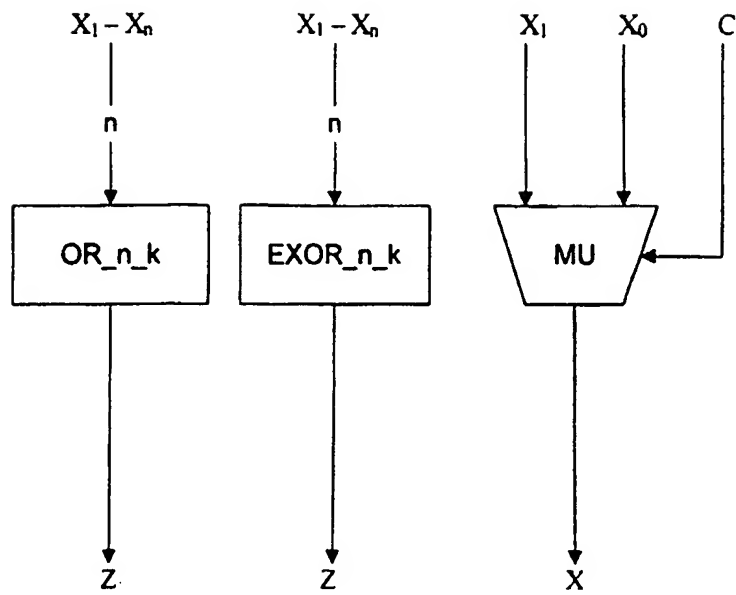 X₁ – Xₙ
X₁ – Xₙ
X₁
X₀
C
n
n
OR_n_k
EXOR_n_k
MU
Z
Z
X